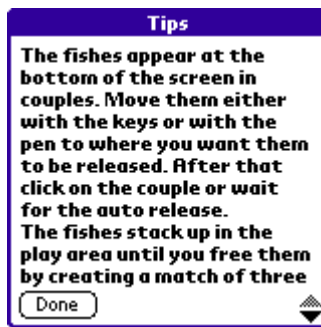 Tips
The fishes appear at the
bottom of the screen in
couples. Move them either
with the keys or with the
pen to where you want them
to be released. After that
click on the couple or wait
for the auto release.
The fishes stack up in the
play area until you free them
by creating a match of three
Done